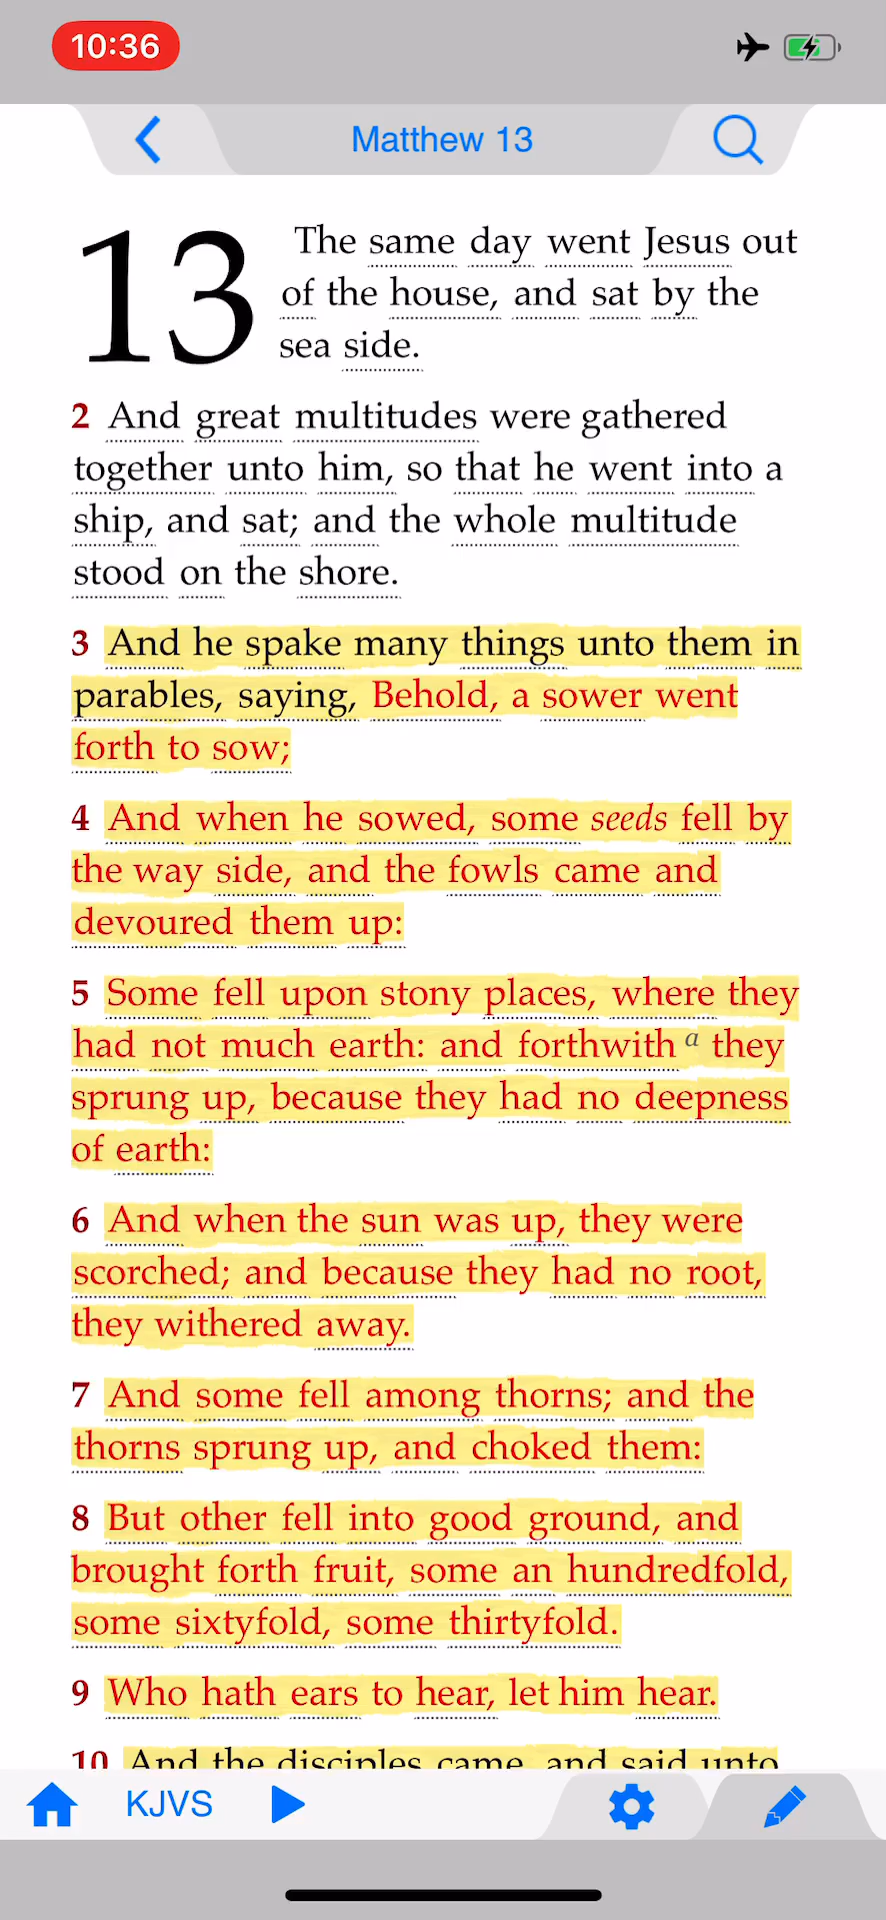 10:36
Matthew 13
13 The same day went Jesus out
of the house, and sat by the
sea side.
2 And great multitudes were gathered
together unto him, so that he went into a
ship, and sat; and the whole multitude
stood on the shore.
3 And he spake many things unto them in
parables, saying, Behold, a sower went
forth to sow;
4 And when he sowed, some seeds fell by
the way side, and the fowls came and
devoured them up:
5 Some fell upon stony places, where they
had not much earth: and forthwith a they
sprung up, because they had no deepness
of earth:
6 And when the sun was up, they were
scorched; and because they had no root,
they withered away.
7 And some fell among thorns; and the
thorns sprung up, and choked them:
8 But other fell into good ground, and
brought forth fruit, some an hundredfold,
some sixtyfold, some thirtyfold.
9 Who hath ears to hear, let him hear.
10 And the disciples came, and said unto
KJVS